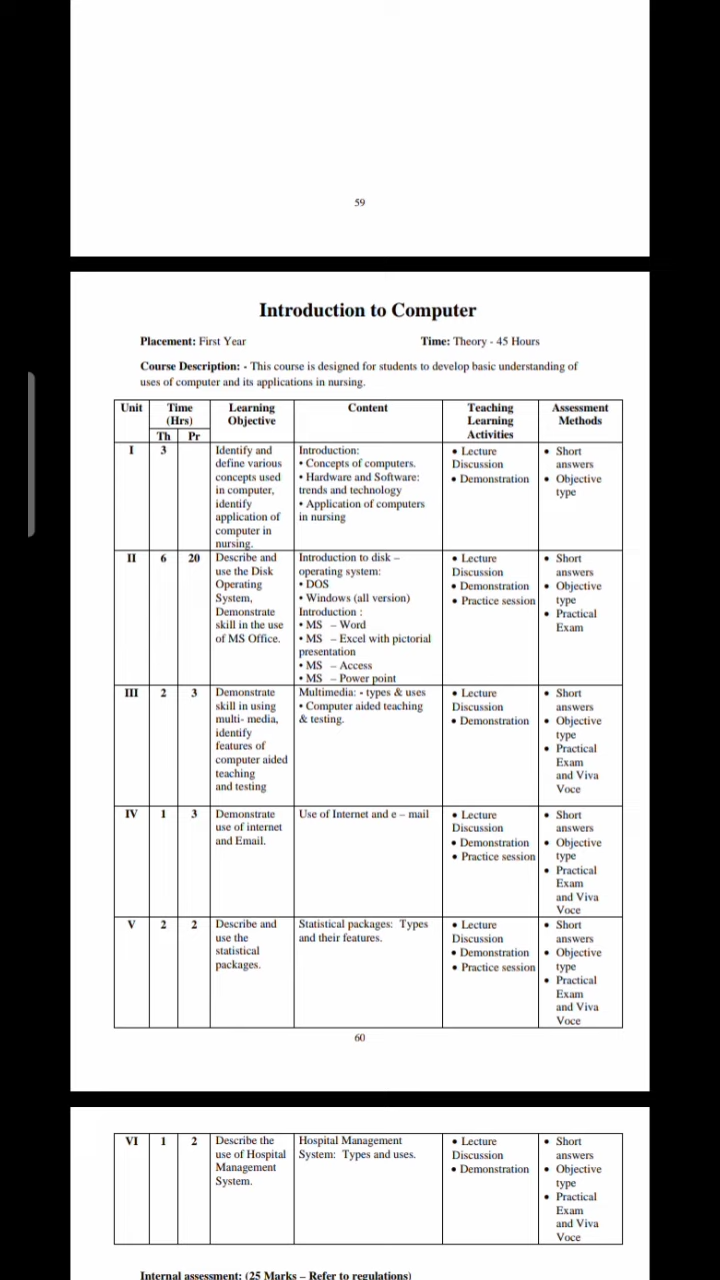 59
Introduction to Computer
Placement: First Year Time: Theory - 45 Hours
Course Description: - This course is designed for students to develop basic understanding of
uses of computer and its applications in nursing.
Unit
Time
(Hrs)
Th Pr
Learning
Objective
Content
Teaching
Learning
Activities
Assessment
Methods
I
3
Identify and
define various
concepts used
in computer,
identify
application of
computer in
nursing.
Introduction:
• Concepts of computers.
• Hardware and Software:
trends and technology
• Application of computers
in nursing
• Lecture
Discussion
• Demonstration
• Short
answers
• Objective
type
II
6
20
Describe and
use the Disk
Operating
System,
Demonstrate
skill in the use
of MS Office.
Introduction to disk –
operating system:
• DOS
• Windows (all version)
Introduction :
• MS – Word
• MS – Excel with pictorial
presentation
• MS – Access
• MS – Power point
• Lecture
Discussion
• Demonstration
• Practice session
• Short
answers
• Objective
type
• Practical
Exam
III
2
3
Demonstrate
skill in using
multi- media,
identify
features of
computer aided
teaching
and testing
Multimedia: - types & uses
• Computer aided teaching
& testing.
• Lecture
Discussion
• Demonstration
• Short
answers
• Objective
type
• Practical
Exam
and Viva
Voce
IV
1
3
Demonstrate
use of internet
and Email.
Use of Internet and e – mail
• Lecture
Discussion
• Demonstration
• Practice session
• Short
answers
• Objective
type
• Practical
Exam
and Viva
Voce
V
2
2
Describe and
use the
statistical
packages.
Statistical packages: Types
and their features.
• Lecture
Discussion
• Demonstration
• Practice session
• Short
answers
• Objective
type
• Practical
Exam
and Viva
Voce
60
VI
1
2
Describe the
use of Hospital
Management
System.
Hospital Management
System: Types and uses.
• Lecture
Discussion
• Demonstration
• Short
answers
• Objective
type
• Practical
Exam
and Viva
Voce
Internal assessment: (25 Marks – Refer to regulations)